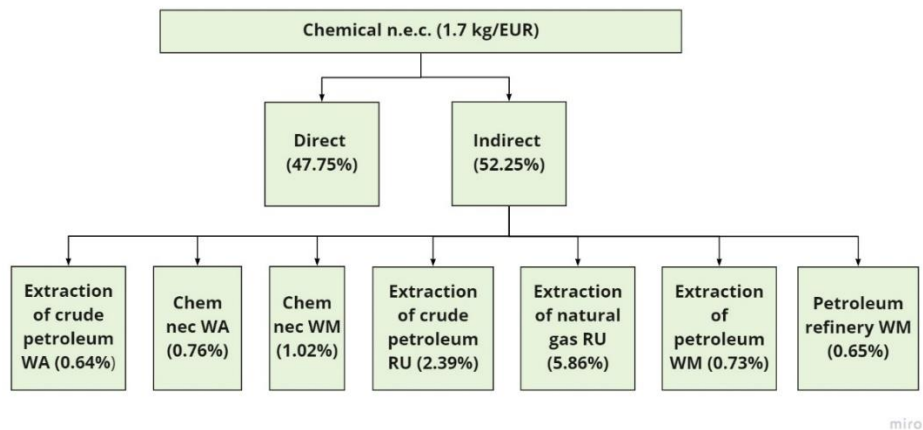 Chemical n.e.c. (1.7 kg/EUR)
Direct
(47.75%)
Indirect
(52.25%)
Extraction
of crude
petroleum
WA (0.64%)
Chem
nec WA
(0.76%)
Chem
nec WM
(1.02%)
Extraction
of crude
petroleum
RU (2.39%)
Extraction
of natural
gas RU
(5.86%)
Extraction
of
petroleum
WM (0.73%)
Petroleum
refinery WM
(0.65%)
miro